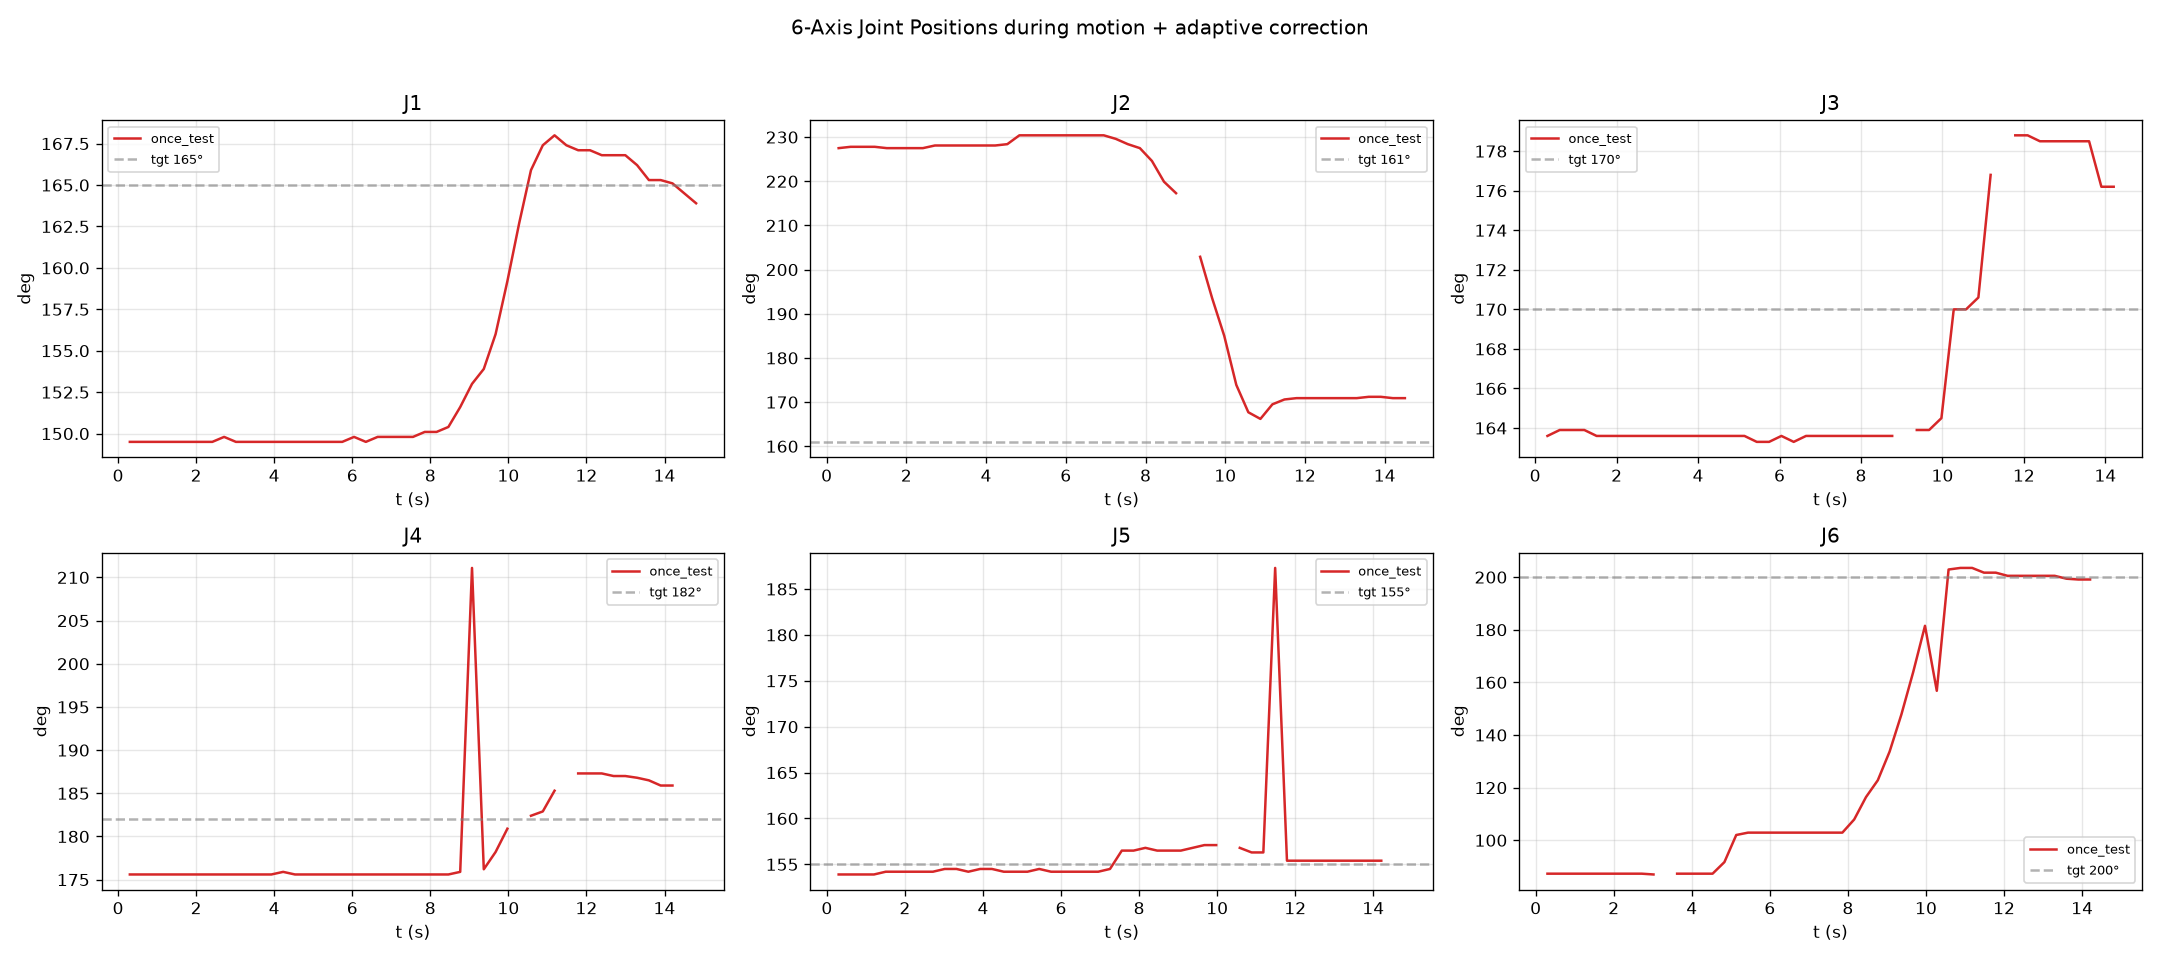 6-Axis Joint Positions during motion + adaptive correction
J1
once_test
tgt 165°
167.5
165.0
162.5
160.0
157.5
155.0
152.5
150.0
deg
0 2 4 6 8 10 12 14
t (s)
J2
once_test
tgt 161°
230
220
210
200
190
180
170
160
deg
0 2 4 6 8 10 12 14
t (s)
J3
once_test
tgt 170°
178
176
174
172
170
168
166
164
deg
0 2 4 6 8 10 12 14
t (s)
J4
once_test
tgt 182°
210
205
200
195
190
185
180
175
deg
0 2 4 6 8 10 12 14
t (s)
J5
once_test
tgt 155°
185
180
175
170
165
160
155
deg
0 2 4 6 8 10 12 14
t (s)
J6
200
180
160
140
120
100
deg
once_test
tgt 200°
0 2 4 6 8 10 12 14
t (s)